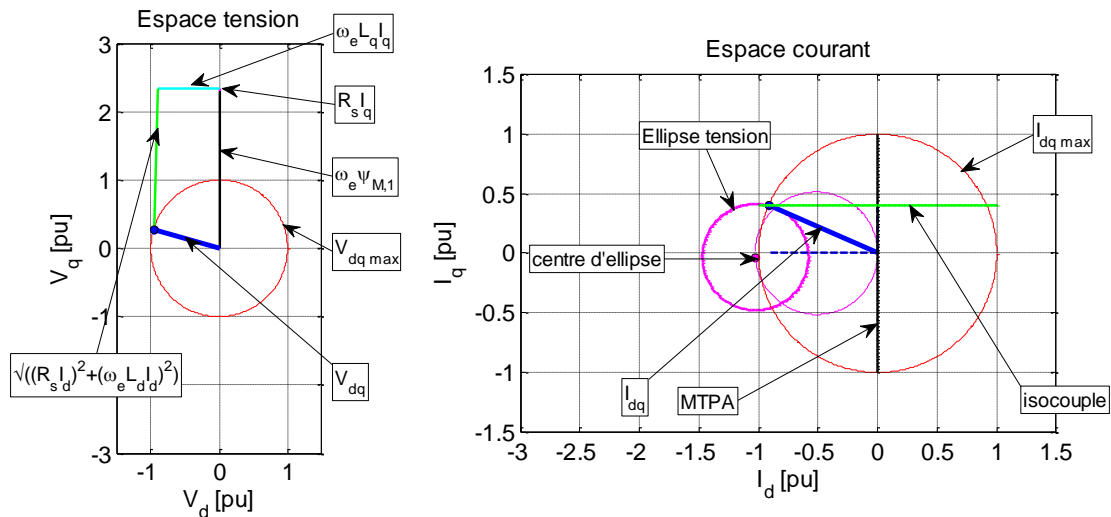 Espace tension
ω_e L_q I_q
3
2
1
0
-1
-3
V_q [pu]
R_s I_q
ω_e ψ_M,1
V_dq max
V_dq
√((R_s I_d)²+(ω_e L_d I_d)²)
-1
0
1
V_d [pu]
Espace courant
1.5
1
0.5
0
-0.5
-1
-1.5
I_q [pu]
Ellipse tension
I_dq max
centre d'ellipse
I_dq
MTPA
isocouple
-3
-2.5
-2
-1.5
-1
-0.5
0
0.5
1
1.5
I_d [pu]